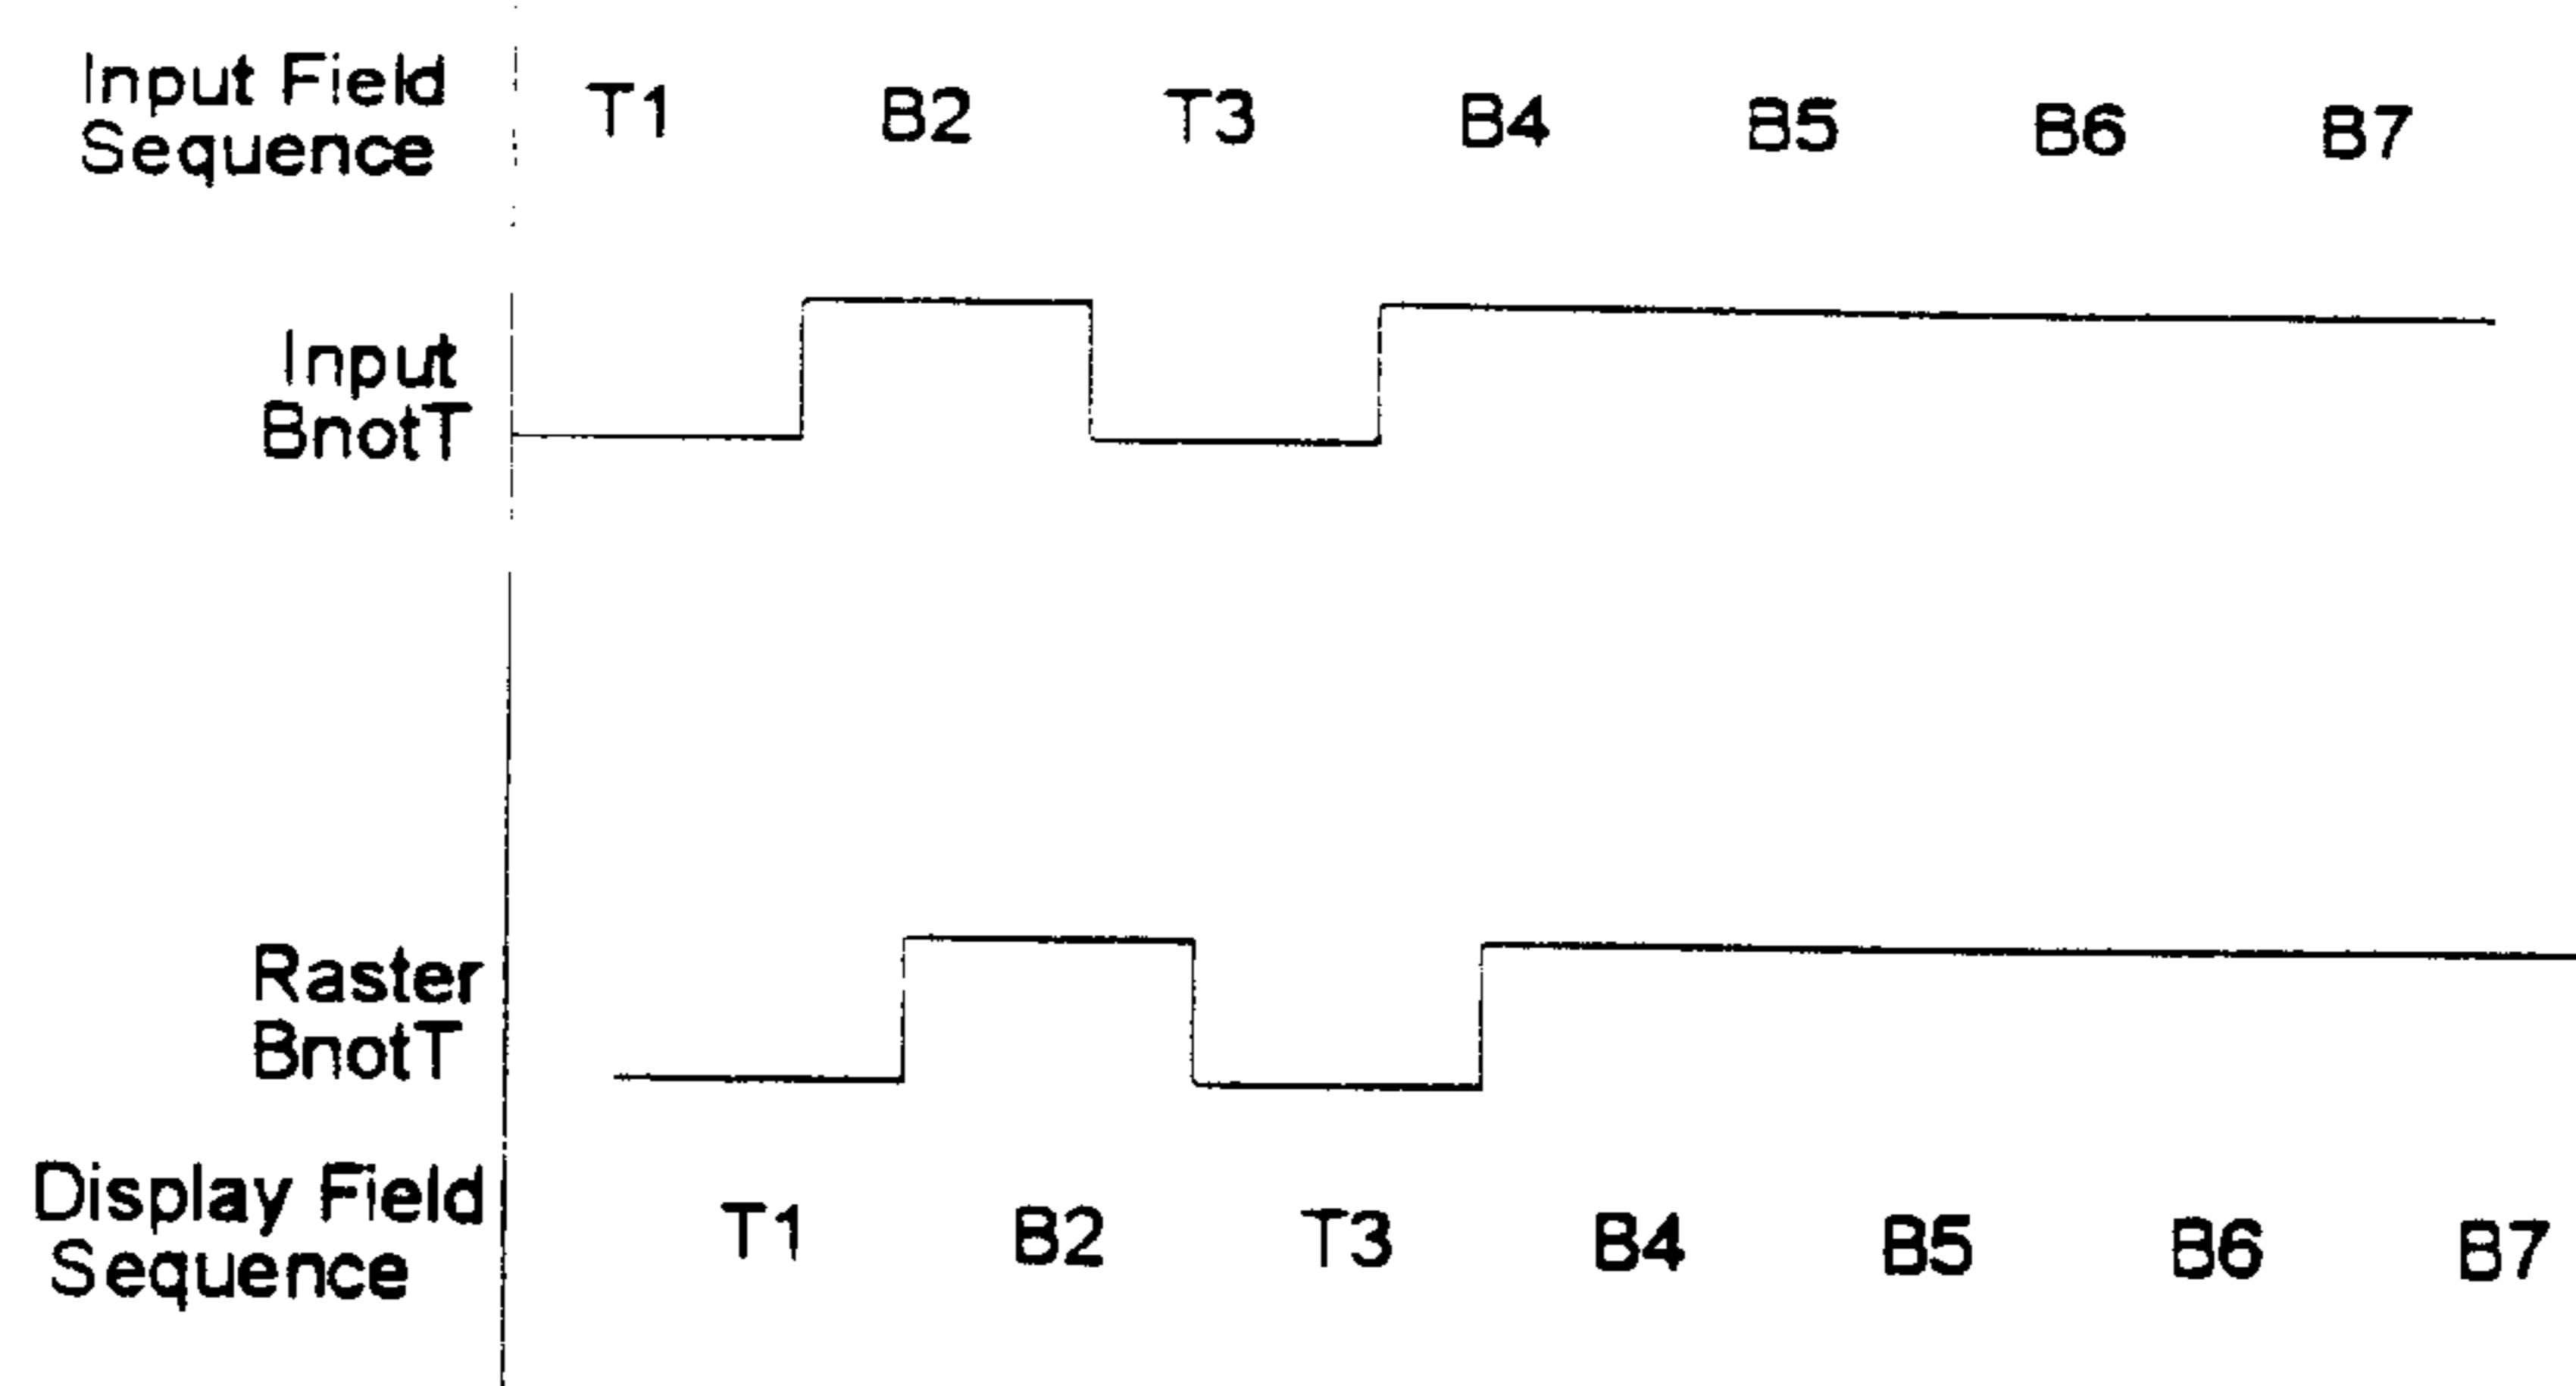 Input Field
Sequence
T1 B2 T3 B4 B5 B6 B7
Input
BnotT
Raster
BnotT
Display Field
Sequence
T1 B2 T3 B4 B5 B6 B7